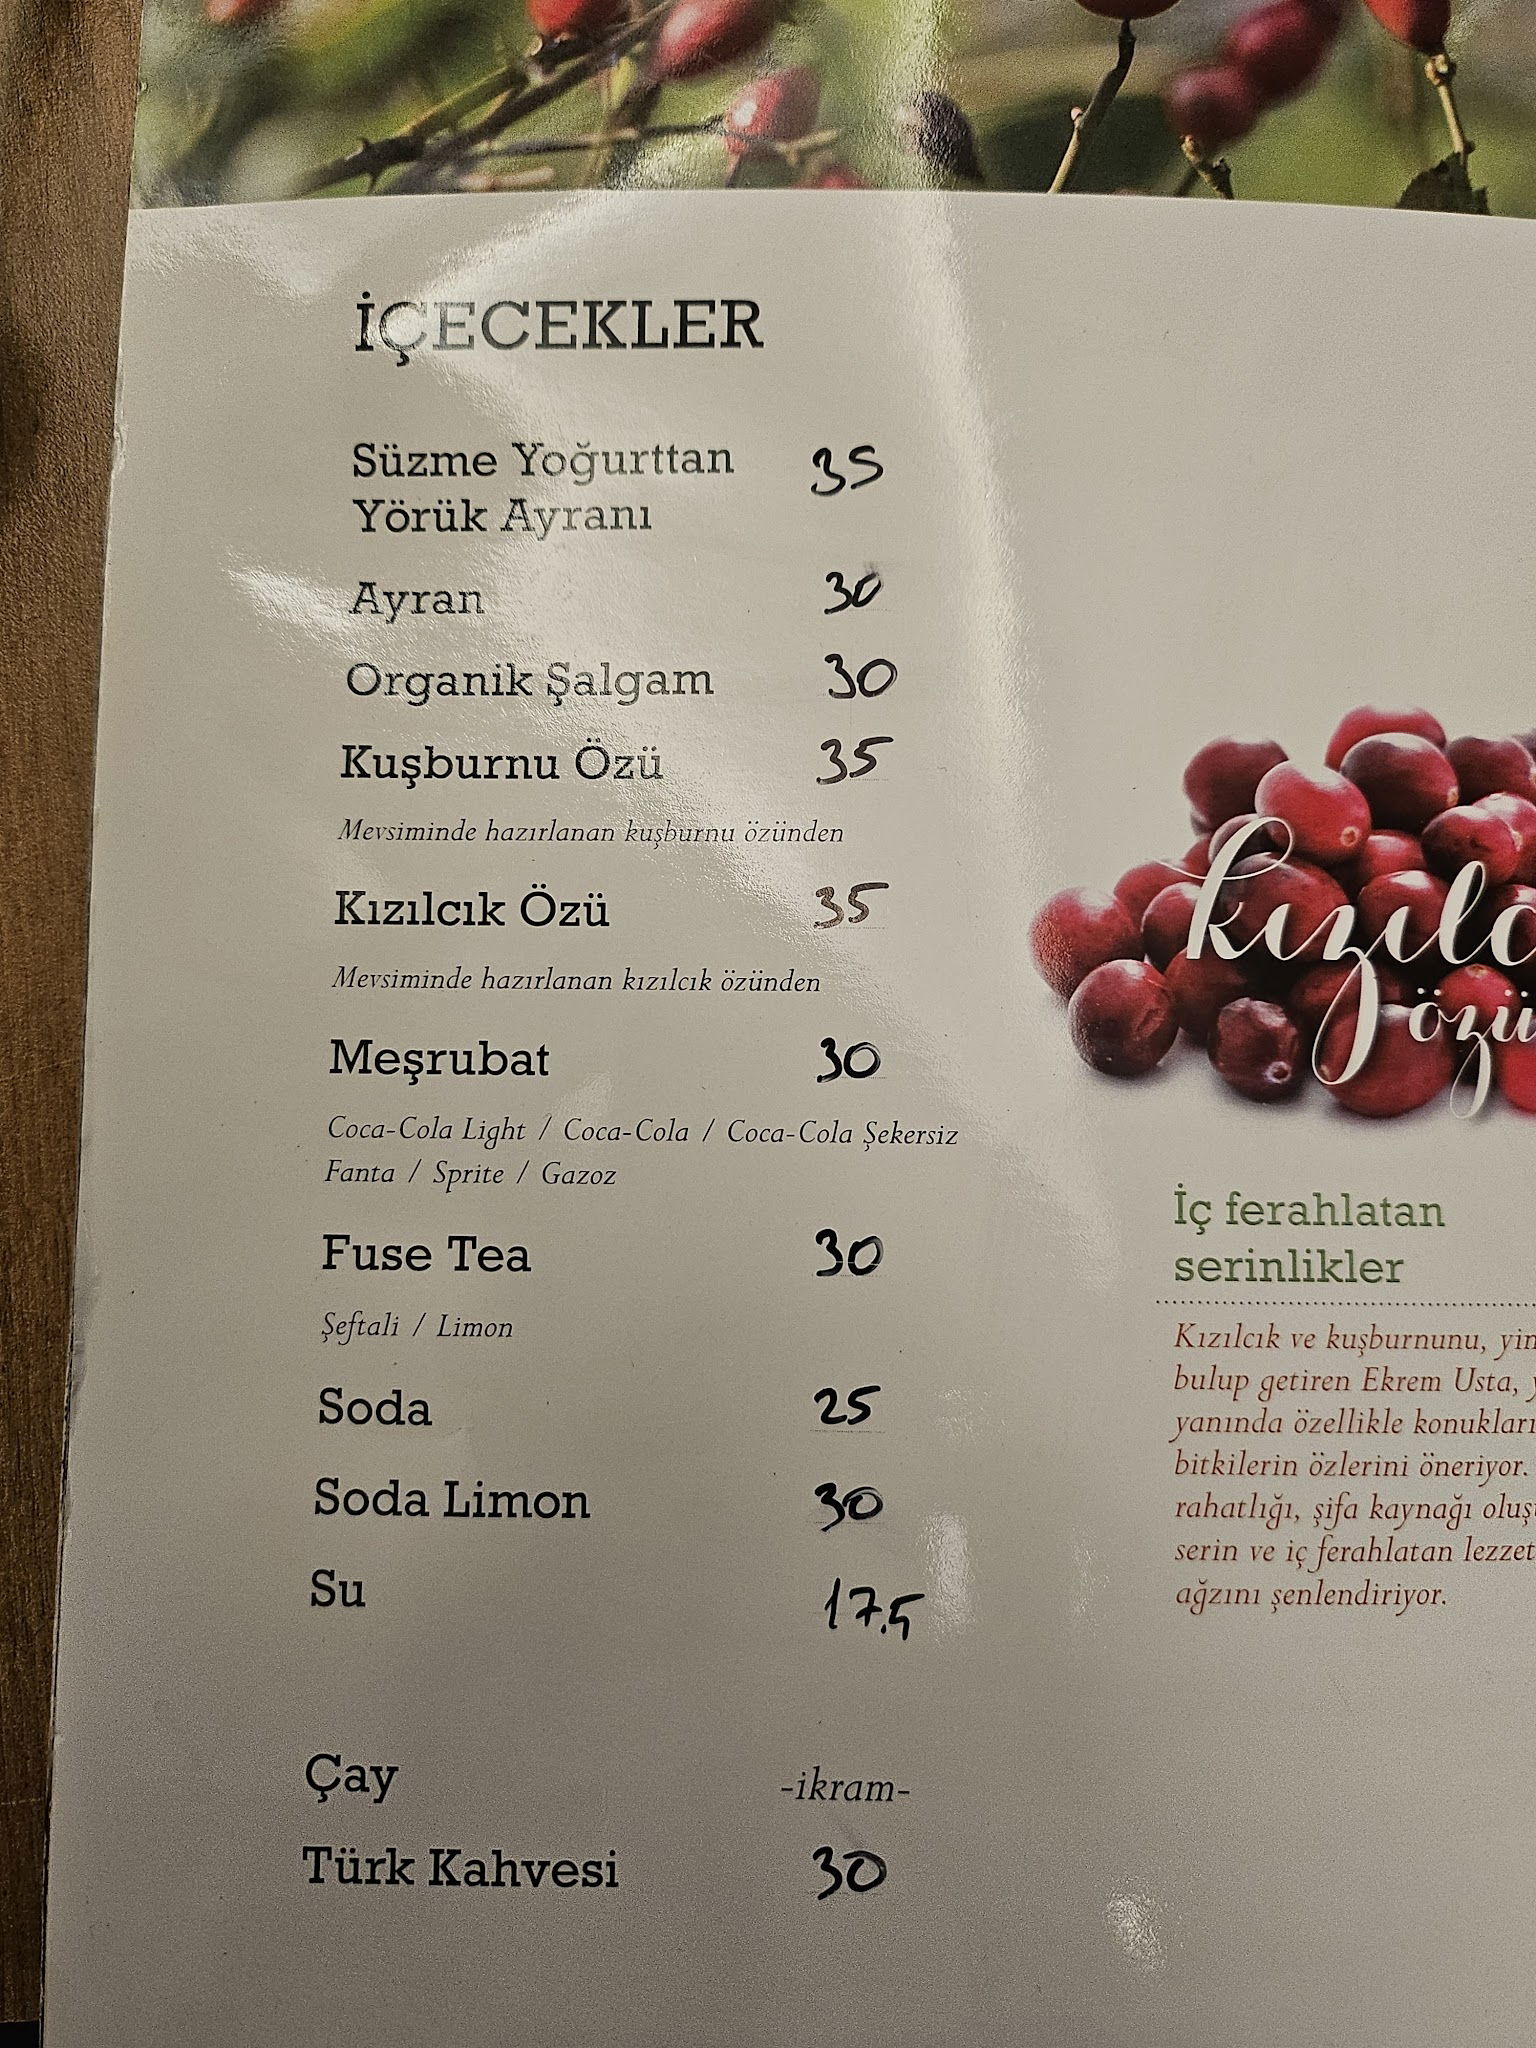 İÇECEKLER
Süzme Yoğurttan 35
Yörük Ayranı
Ayran 30
Organik Şalgam 30
Kuşburnu Özü 35
Mevsiminde hazırlanan kuşburnu özünden
Kızılcık Özü 35
Mevsiminde hazırlanan kızılcık özünden
Meşrubat 30
Coca-Cola Light / Coca-Cola / Coca-Cola Şekersiz
Fanta / Sprite / Gazoz
Fuse Tea 30
Şeftali / Limon
Soda 25
Soda Limon 30
Su 17.5
Çay -ikram-
Türk Kahvesi 30
özü
İç ferahlatan
serinlikler
Kızılcık ve kuşburnunu,
bulup getiren Ekrem Usta,
yanında özellikle
bitkilerin özlerini öneriyor.
rahatlığı, şifa kaynağı
serin ve iç ferahlatan
ağzını şenlendiriyor.